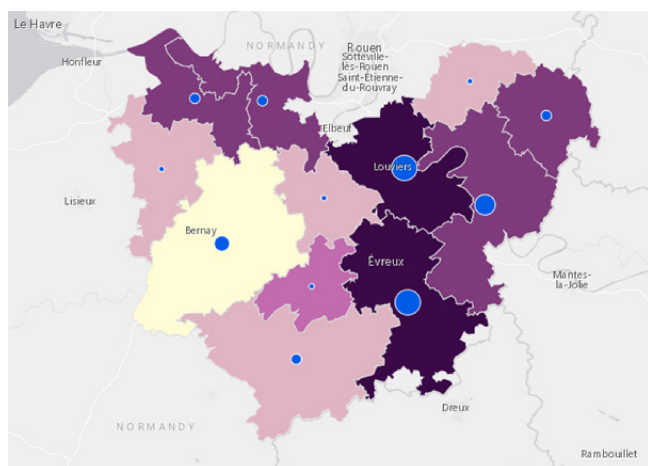 Le Havre
Honfleur
NORMANDY
Rouen
Sotteville-
lès-Rouen
Saint-Étienne-
du-Rouvray
Elbeuf
Louviers
Lisieux
Bernay
Évreux
Mantes-
la-Jolie
Dreux
NORMANDY
Rambouillet